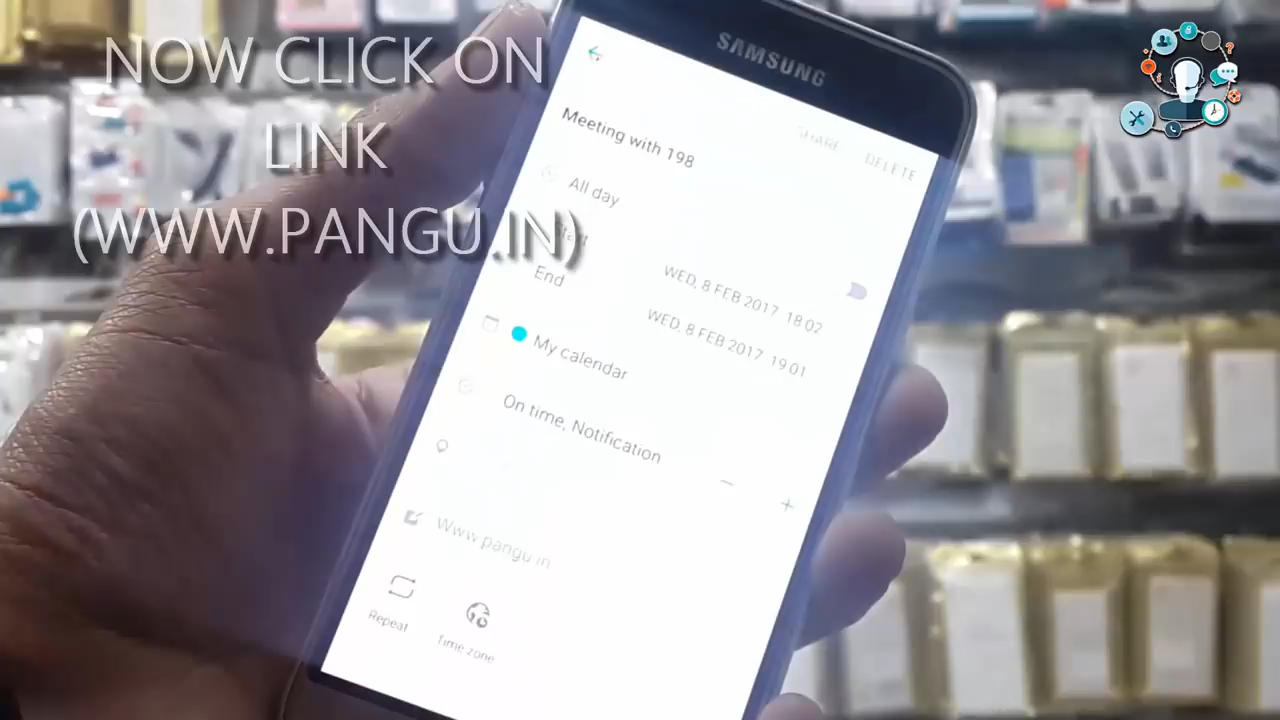 NOW CLICK ON
LINK
(WWW.PANGU.IN)
SAMSUNG
SHARE
DELETE
Meeting with 198
All day
Start
WED, 8 FEB 2017 18 02
End
WED, 8 FEB 2017 19 01
My calendar
On time, Notification
Www pangu in
Repeat
Time zone